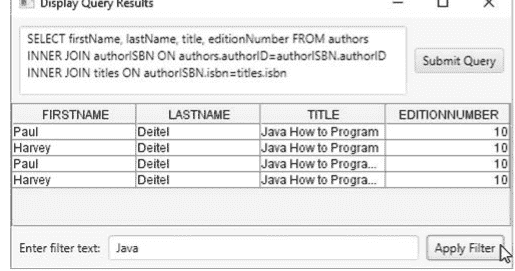 Display Query Results
SELECT firstName, lastName, title, editionNumber FROM authors
INNER JOIN authorISBN ON authors.authorID=authorISBN.authorID
INNER JOIN titles ON authorISBN.isbn=titles.isbn
Submit Query
FIRSTNAME LASTNAME TITLE EDITIONNUMBER
Paul Deitel Java How to Program 10
Harvey Deitel Java How to Program 10
Paul Deitel Java How to Progra... 10
Harvey Deitel Java How to Progra... 10
Enter filter text: Java Apply Filter